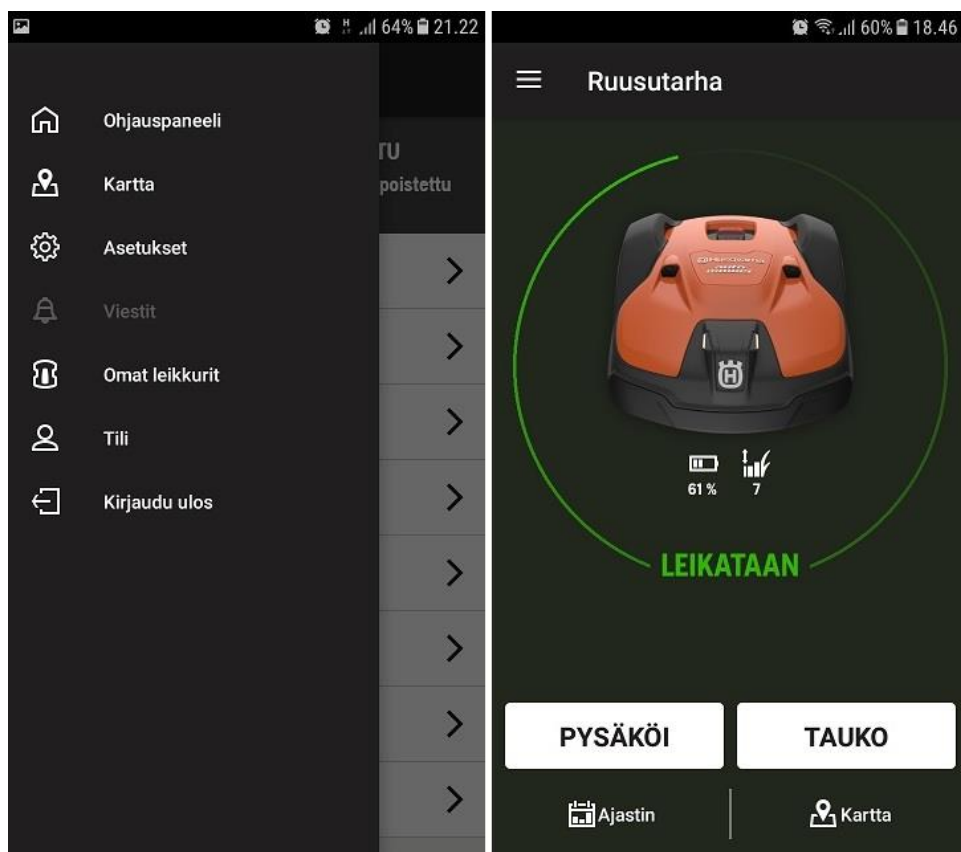 64% 21.22
Ohjauspaneeli
Kartta
Asetukset
Viestit
Omat leikkurit
Tili
Kirjaudu ulos
TU
poistettu
60% 18.46
Ruusutarha
Husqvarna
61 % 7
LEIKATAAN
PYSÄKÖI TAUKO
Ajastin Kartta